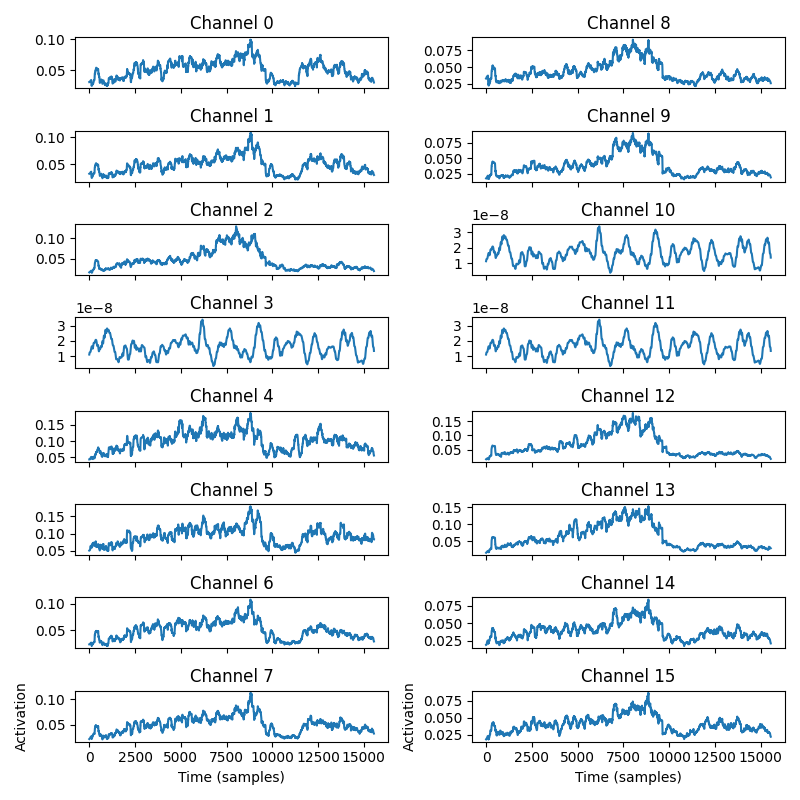 Channel 0
0.10
0.05
Channel 1
0.10
0.05
Channel 2
0.10
0.05
Channel 3
1e−8
3
2
1
Channel 4
0.15
0.10
0.05
Channel 5
0.15
0.10
0.05
Channel 6
0.10
0.05
Channel 7
0.10
0.05
Activation
0 2500 5000 7500 10000 12500 15000
Time (samples)
Channel 8
0.075
0.050
0.025
Channel 9
0.075
0.050
0.025
Channel 10
1e−8
3
2
1
Channel 11
1e−8
3
2
1
Channel 12
0.15
0.10
0.05
Channel 13
0.15
0.10
0.05
Channel 14
0.075
0.050
0.025
Channel 15
0.075
0.050
0.025
Activation
0 2500 5000 7500 10000 12500 15000
Time (samples)